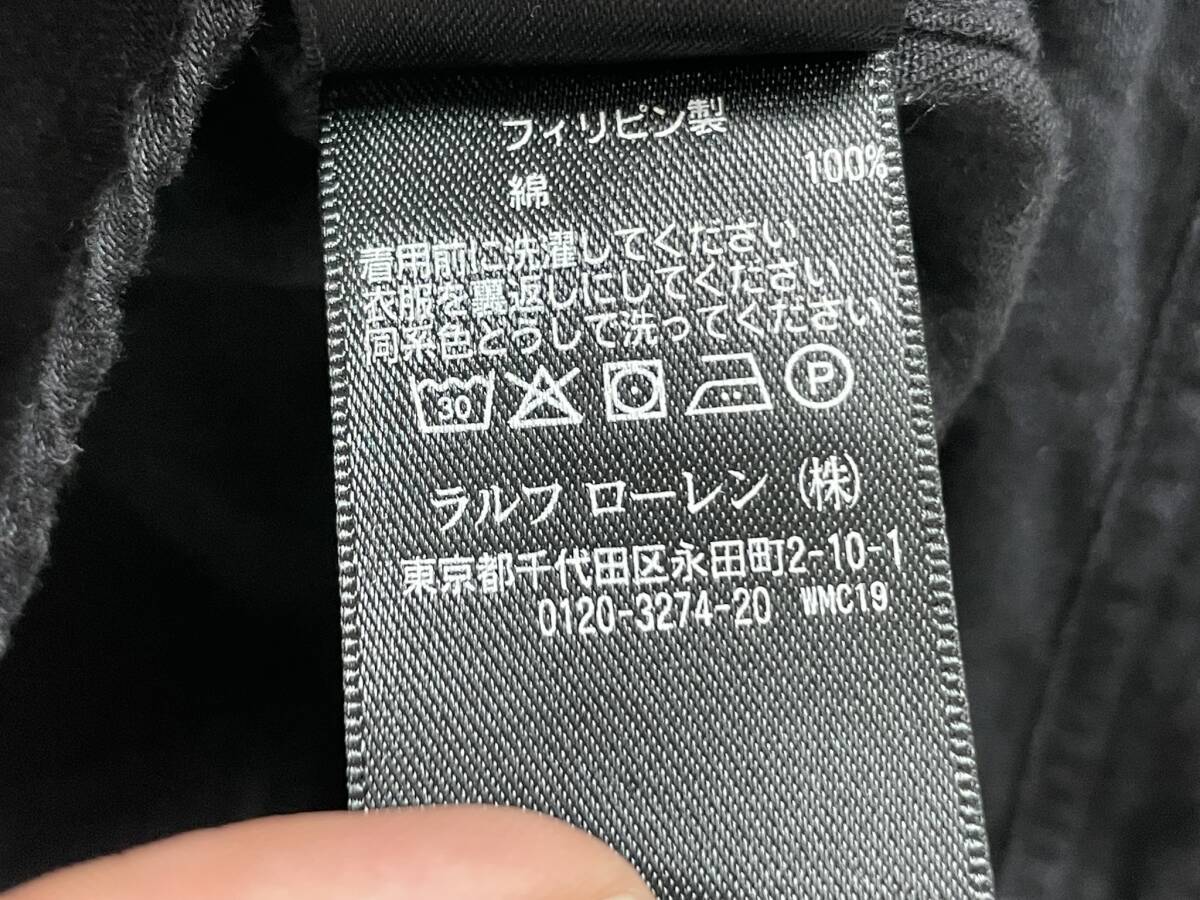 フィリピン製
綿 100%
着用前に洗濯してください
衣服を裏返しにしてください
同系色どうしで洗ってください
30 P
ラルフ ローレン (株)
東京都千代田区永田町2-10-1
0120-3274-20 WMC19